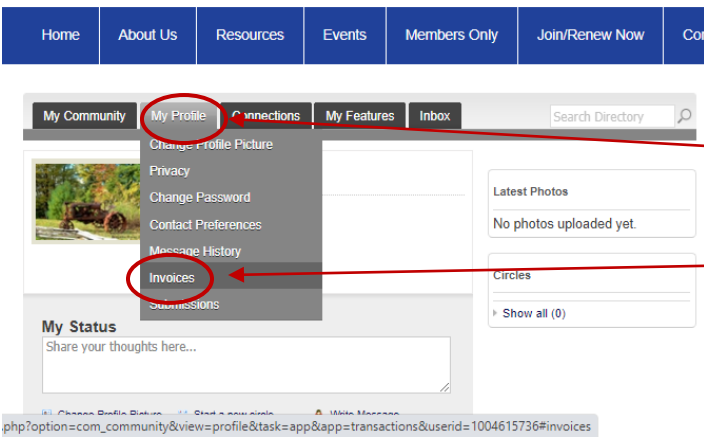 Home About Us Resources Events Members Only Join/Renew Now
My Community My Profile Connections My Features Inbox Search Directory
Change Profile Picture
Privacy
Change Password
Contact Preferences
Message History
Invoices
Submissions
Latest Photos
No photos uploaded yet.
Circles
Show all (0)
My Status
Share your thoughts here...
Change Profile Picture Start a new circle Write Message
.php?option=com_community&view=profile&task=app&app=transactions&userid=1004615736#invoices